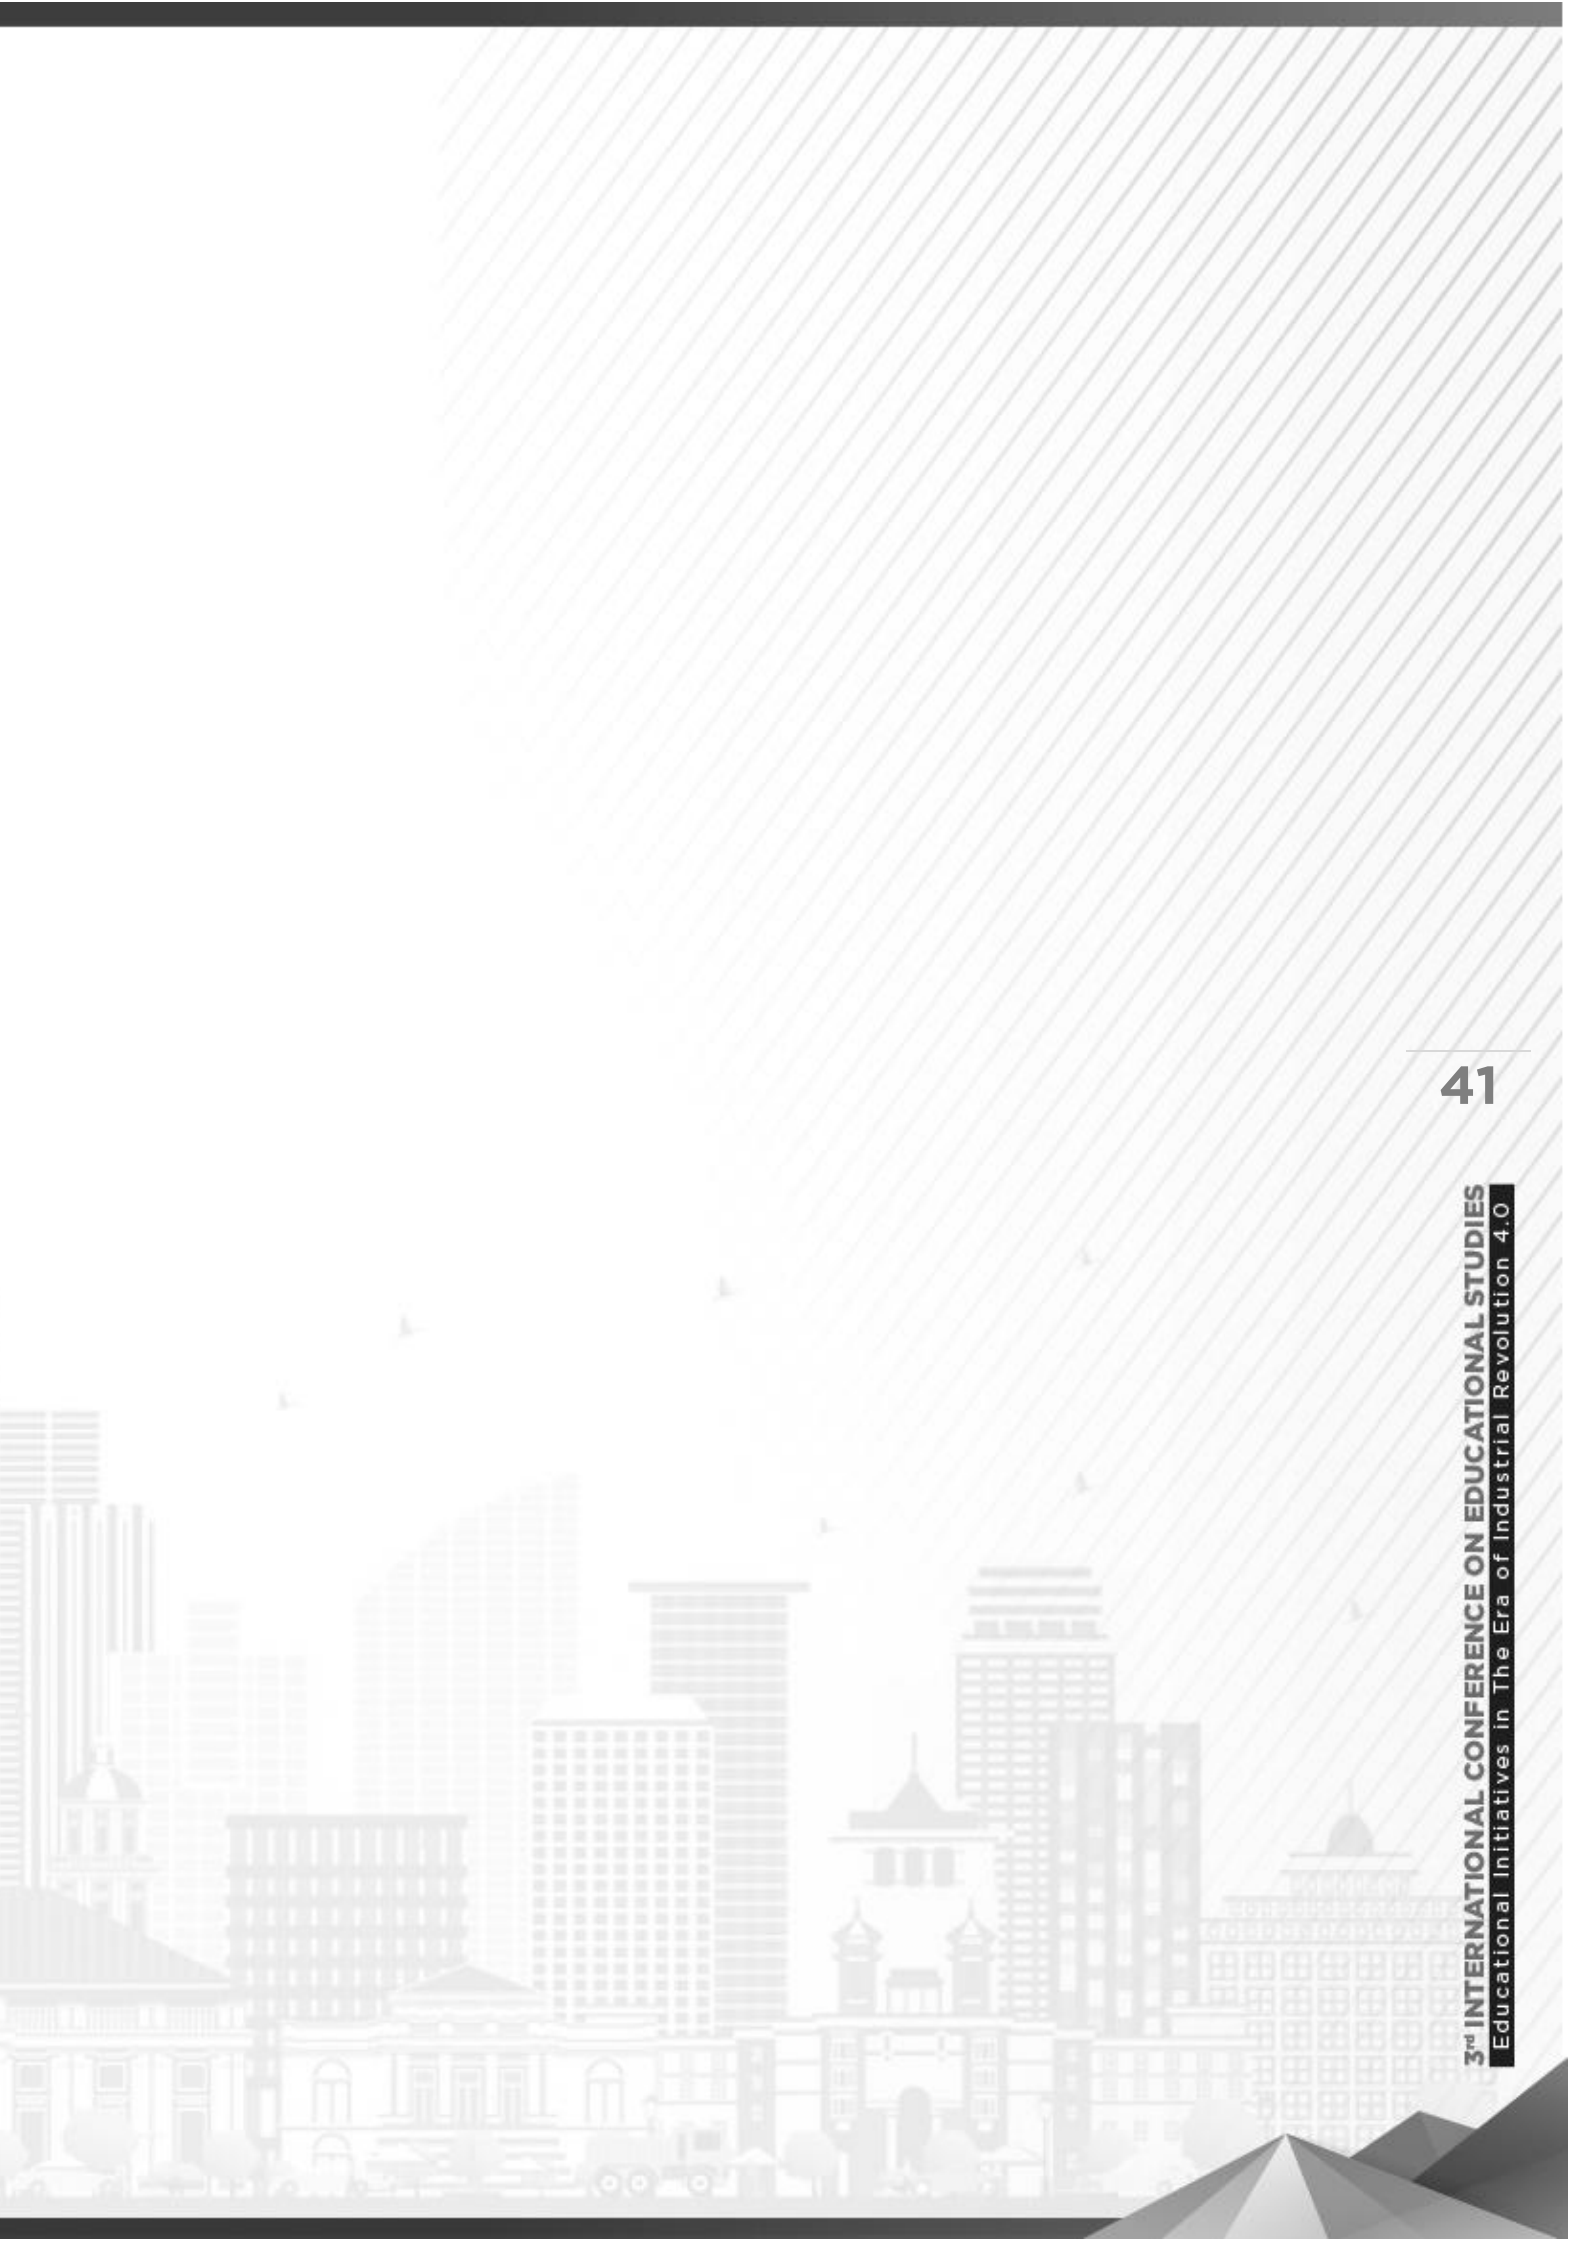 41
3rd INTERNATIONAL CONFERENCE ON EDUCATIONAL STUDIES
Educational Initiatives in The Era of Industrial Revolution 4.0